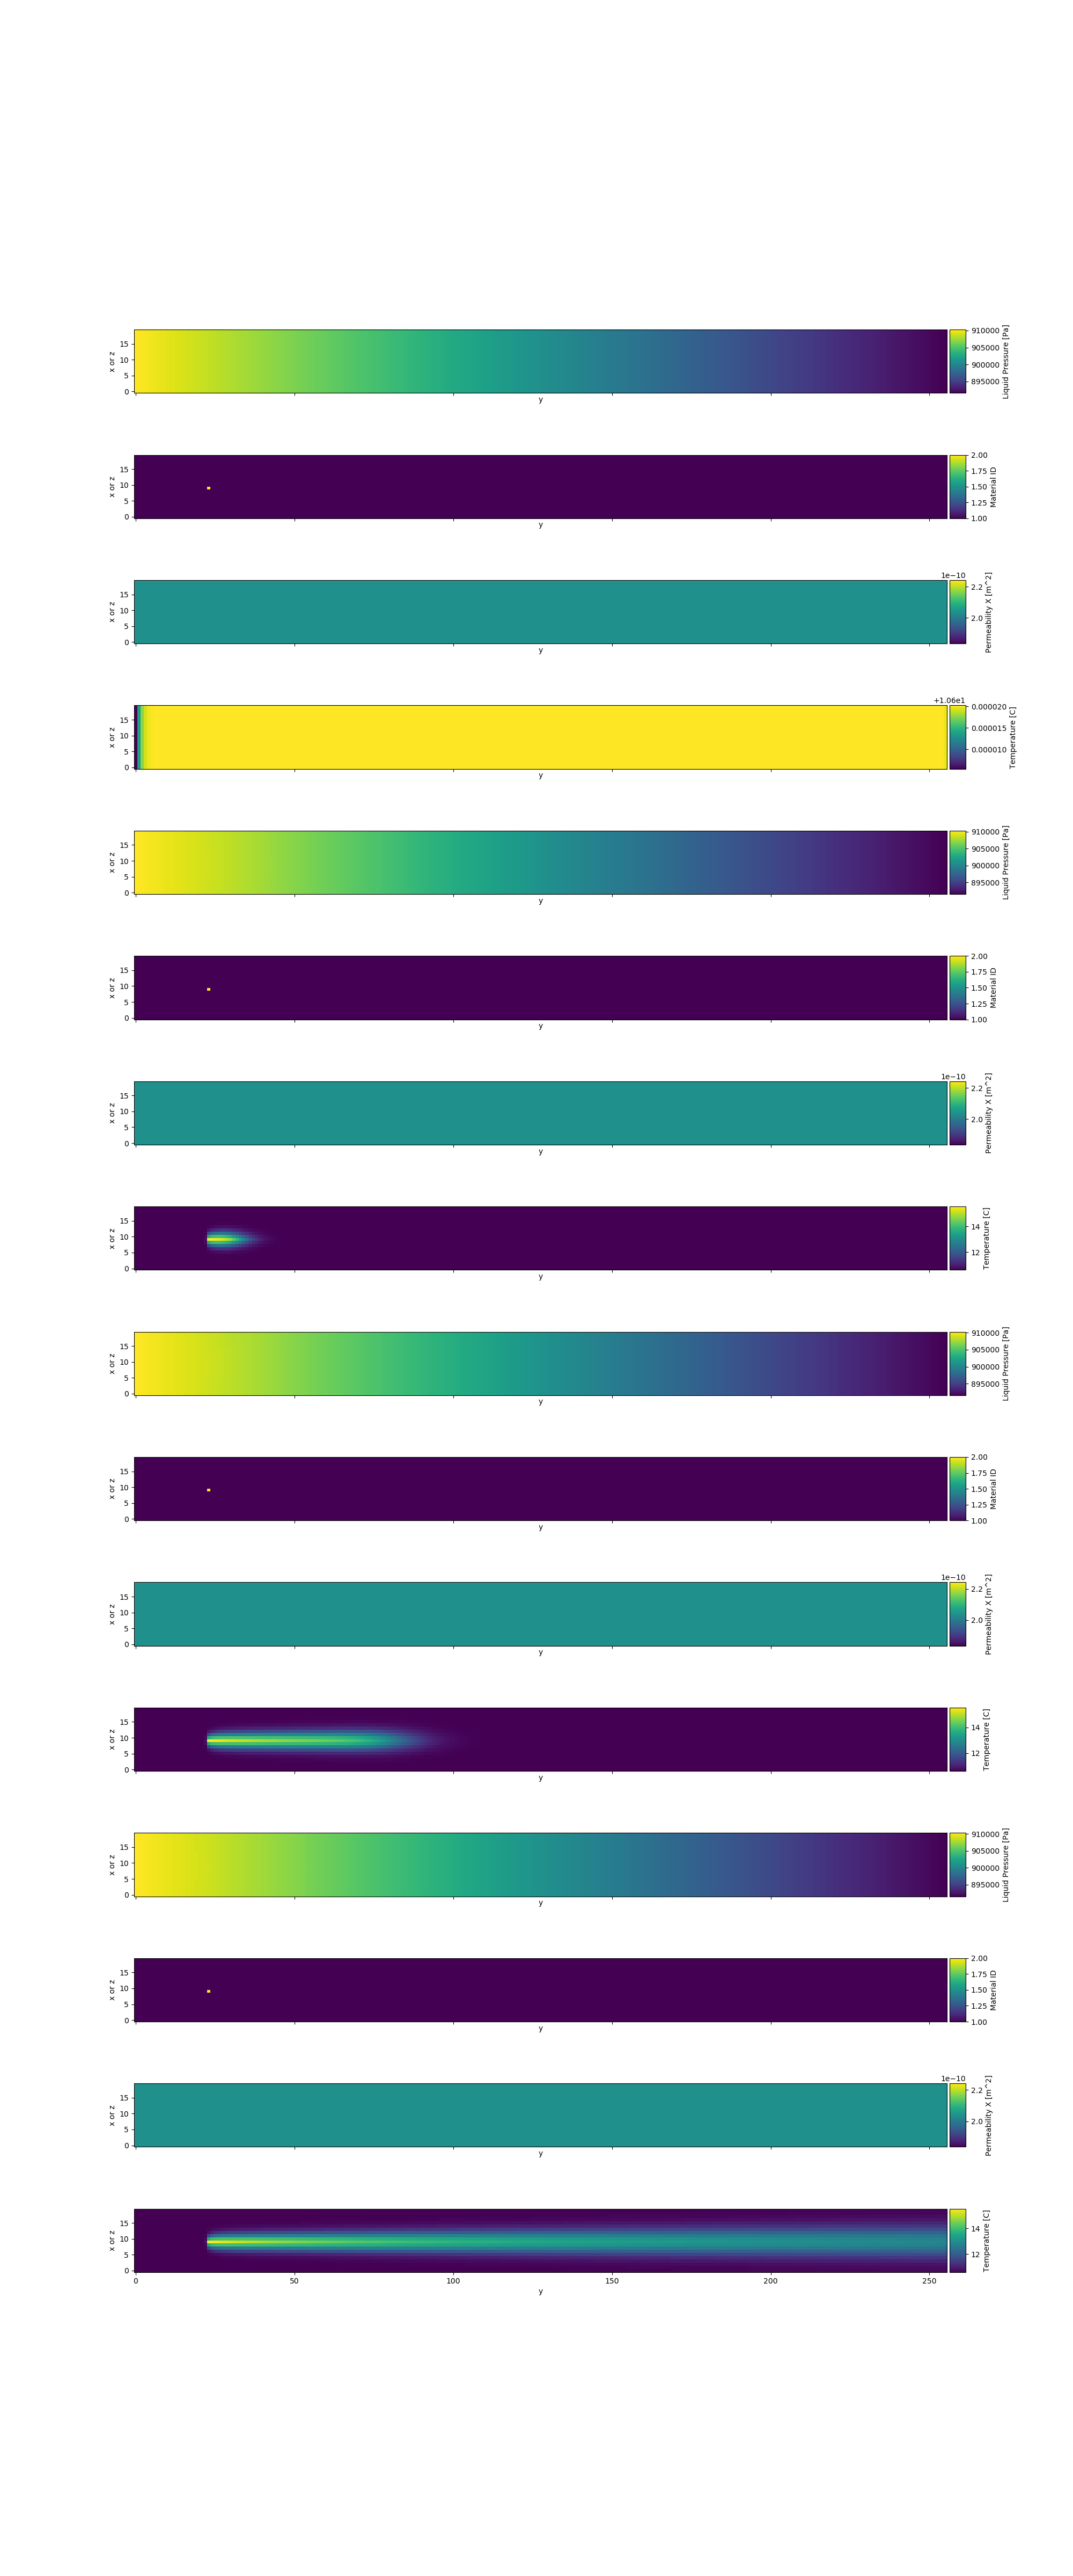 15
10
5
0
x or z
y
910000
905000
900000
895000
Liquid Pressure [Pa]
15
10
5
0
x or z
y
2.00
1.75
1.50
1.25
1.00
Material ID
15
10
5
0
x or z
y
1e−10
2.2
2.0
Permeability X [m^2]
15
10
5
0
x or z
y
+1.06e1
0.000020
0.000015
0.000010
Temperature [C]
15
10
5
0
x or z
y
910000
905000
900000
895000
Liquid Pressure [Pa]
15
10
5
0
x or z
y
2.00
1.75
1.50
1.25
1.00
Material ID
15
10
5
0
x or z
y
1e−10
2.2
2.0
Permeability X [m^2]
15
10
5
0
x or z
y
14
12
Temperature [C]
15
10
5
0
x or z
y
910000
905000
900000
895000
Liquid Pressure [Pa]
15
10
5
0
x or z
y
2.00
1.75
1.50
1.25
1.00
Material ID
15
10
5
0
x or z
y
1e−10
2.2
2.0
Permeability X [m^2]
15
10
5
0
x or z
y
14
12
Temperature [C]
15
10
5
0
x or z
y
910000
905000
900000
895000
Liquid Pressure [Pa]
15
10
5
0
x or z
y
2.00
1.75
1.50
1.25
1.00
Material ID
15
10
5
0
x or z
y
1e−10
2.2
2.0
Permeability X [m^2]
15
10
5
0
x or z
0 50 100 150 200 250
y
14
12
Temperature [C]